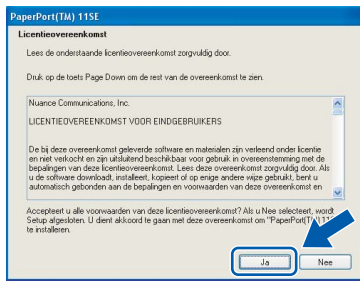 PaperPort(TM) 11SE
Licentieovereenkomst
Lees de onderstaande licentieovereenkomst zorgvuldig door.
Druk op de toets Page Down om de rest van de overeenkomst te zien.
Nuance Communications, Inc.
LICENTIEOVEREENKOMST VOOR EINDGEBRUIKERS
De bij deze overeenkomst geleverde software en materialen zijn verleend onder licentie
en niet verkocht en zijn uitsluitend beschikbaar voor gebruik in overeenstemming met de
bepalingen van deze licentieovereenkomst. Lees deze overeenkomst zorgvuldig door. Als
u de software downloadt, installeert, kopieert of op enige andere wijze gebruikt, bent u
automatisch gebonden aan de bepalingen en voorwaarden van deze overeenkomst en
Accepteert u alle voorwaarden van deze licentieovereenkomst? Als u Nee selecteert, wordt
Setup afgesloten. U dient akkoord te gaan met deze overeenkomst om "PaperPort(TM) 11
te installeren.
Ja
Nee